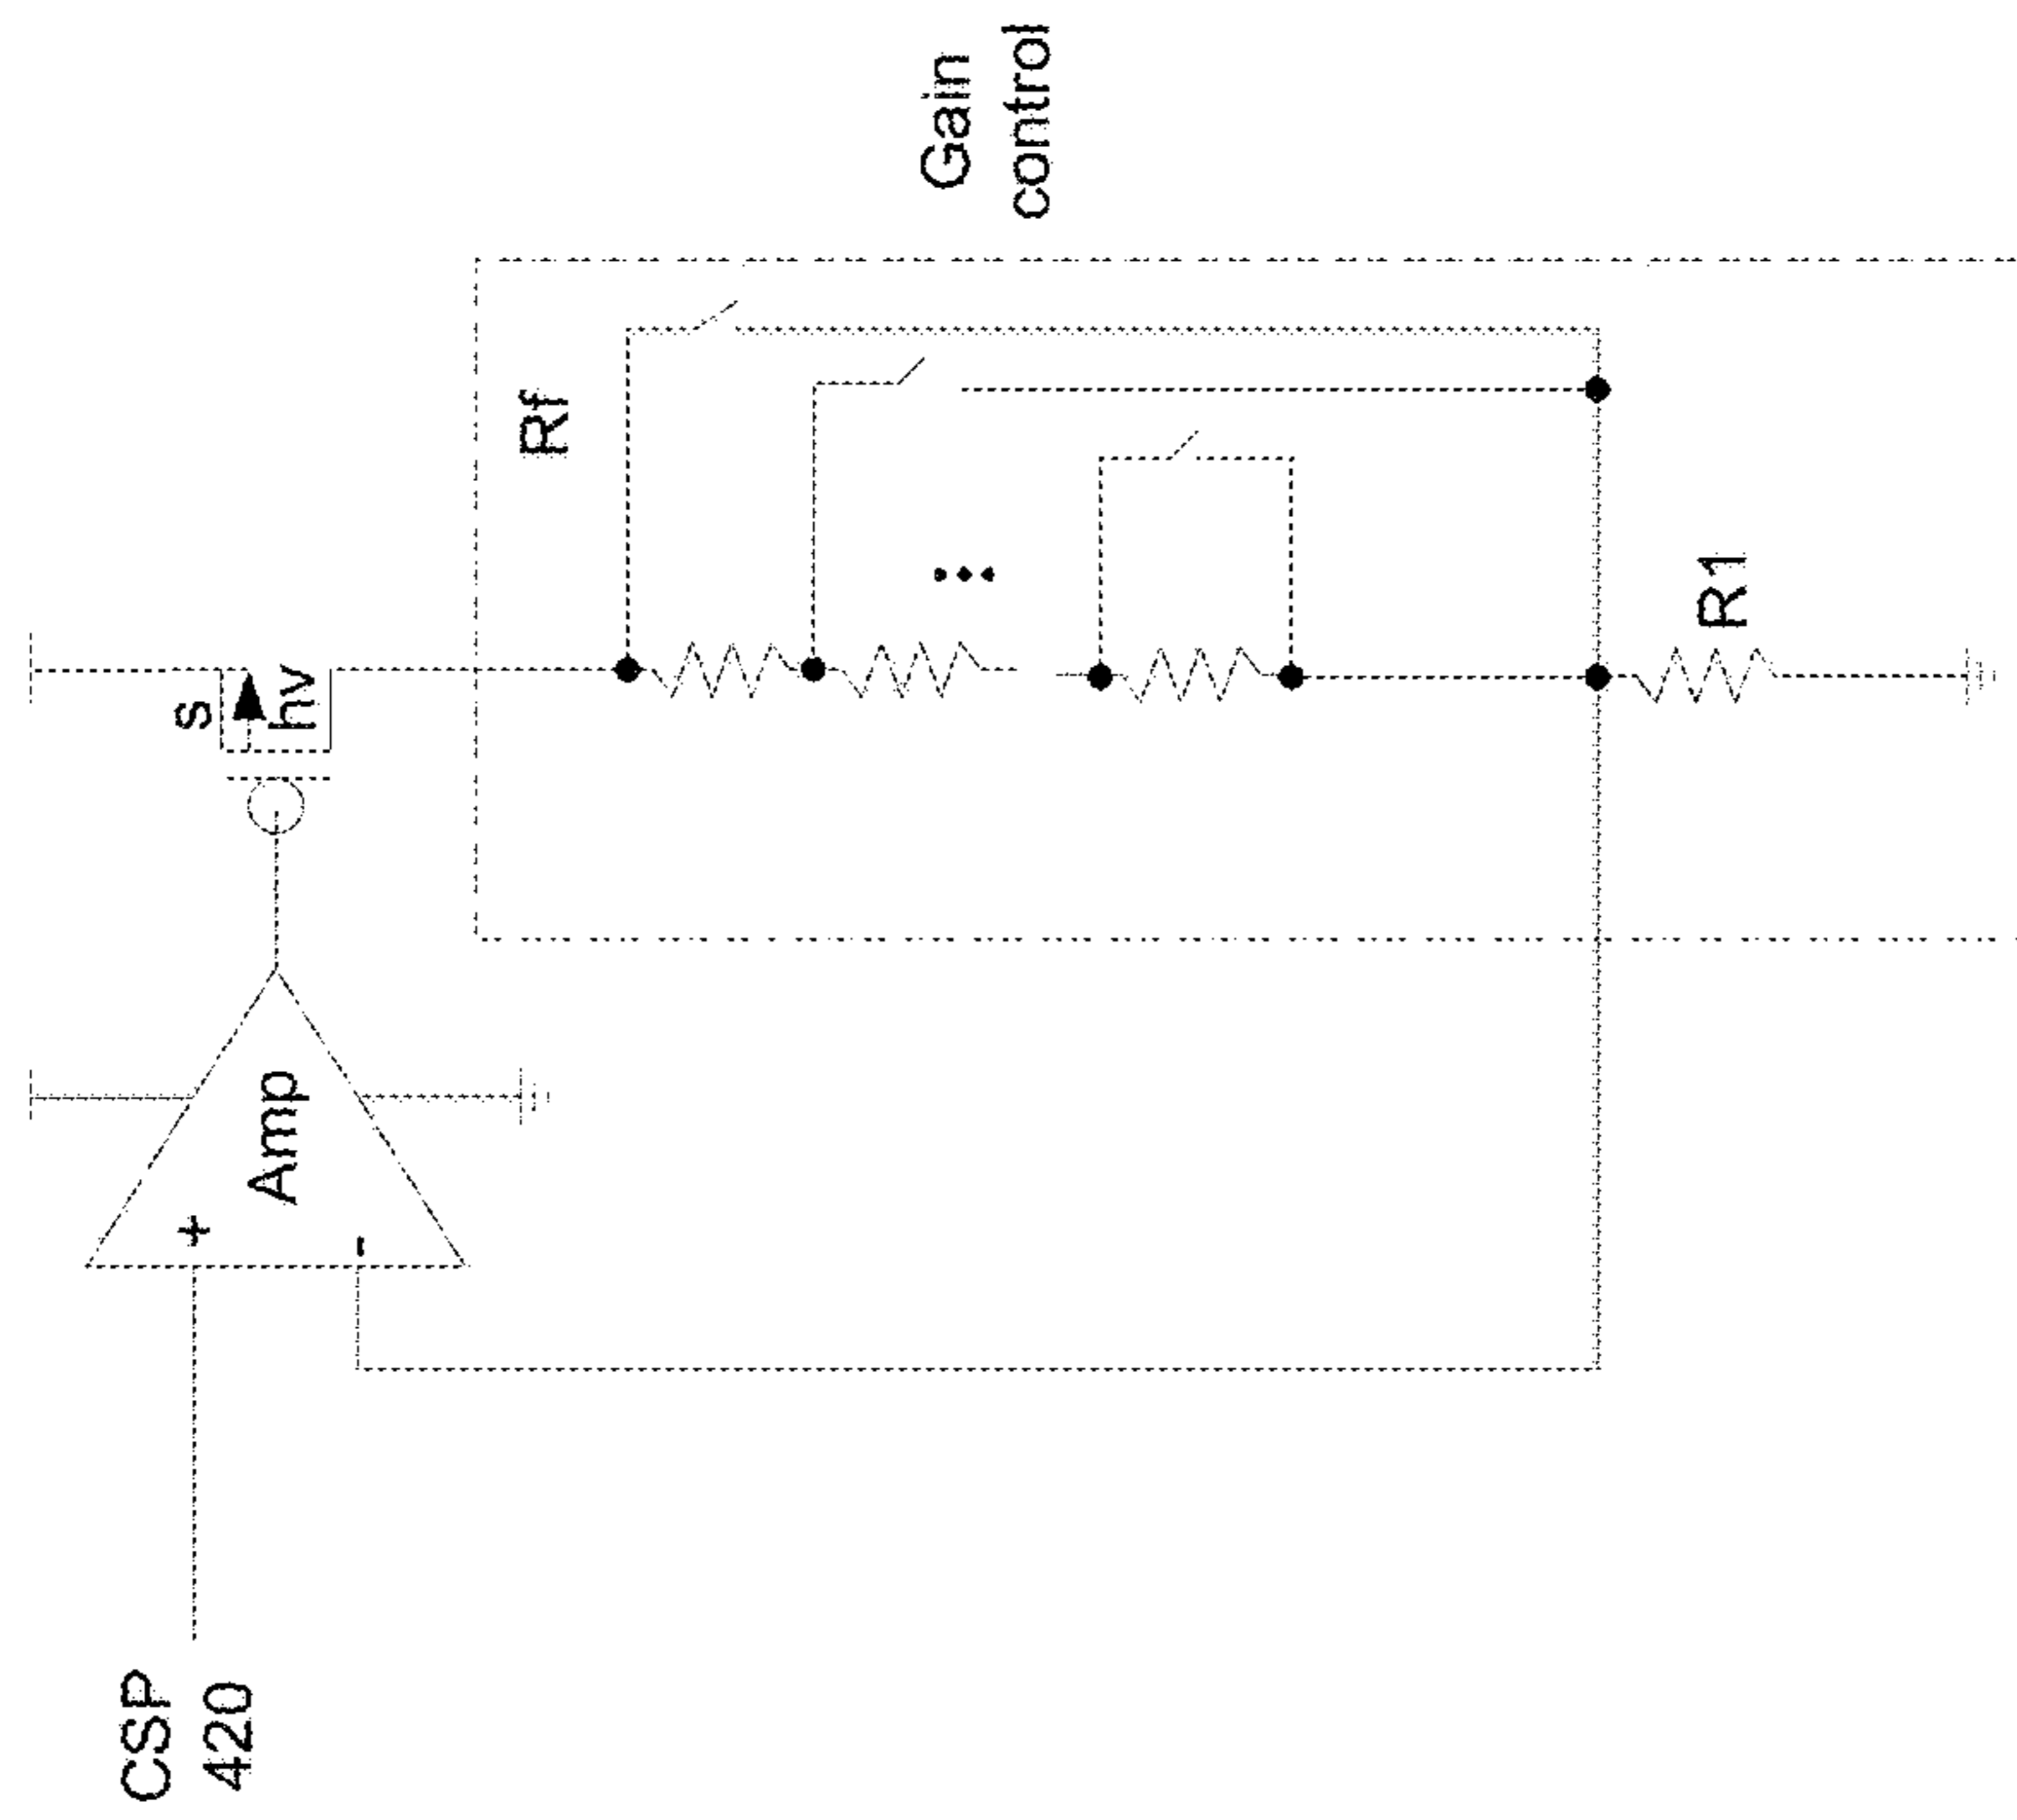 CSP
420
+
-
Amp
s
hv
Rf
R1
Gain
control